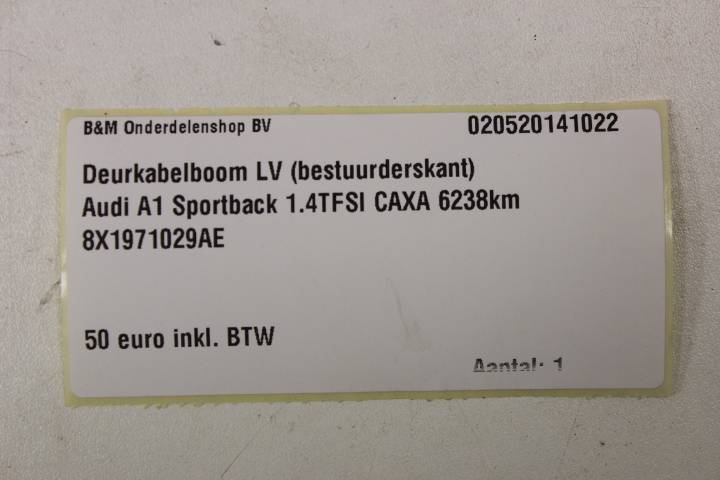 B&M Onderdelenshop BV 020520141022
Deurkabelboom LV (bestuurderskant)
Audi A1 Sportback 1.4TFSI CAXA 6238km
8X1971029AE
50 euro inkl. BTW
Aantal: 1